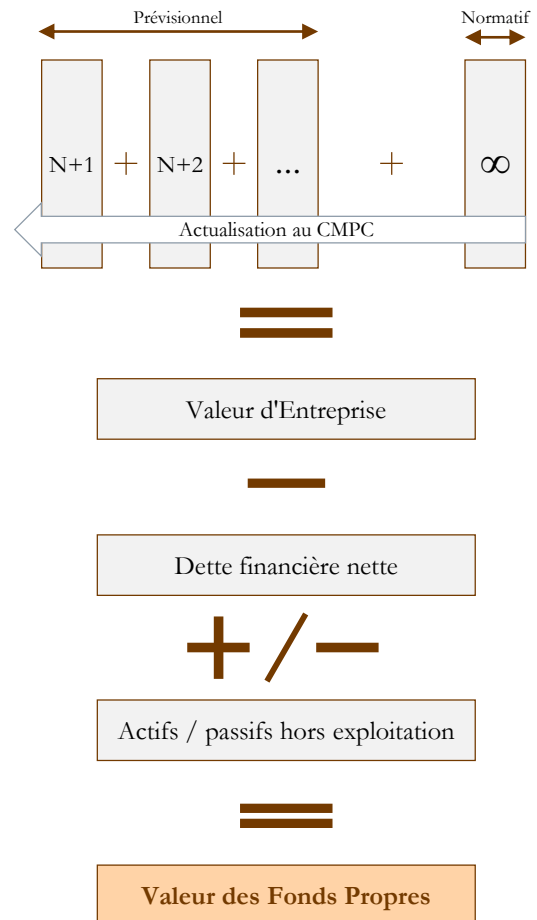 Prévisionnel
Normatif
N+1 + N+2 + ... + ∞
Actualisation au CMPC
=
Valeur d'Entreprise
−
Dette financière nette
+/−
Actifs / passifs hors exploitation
=
Valeur des Fonds Propres